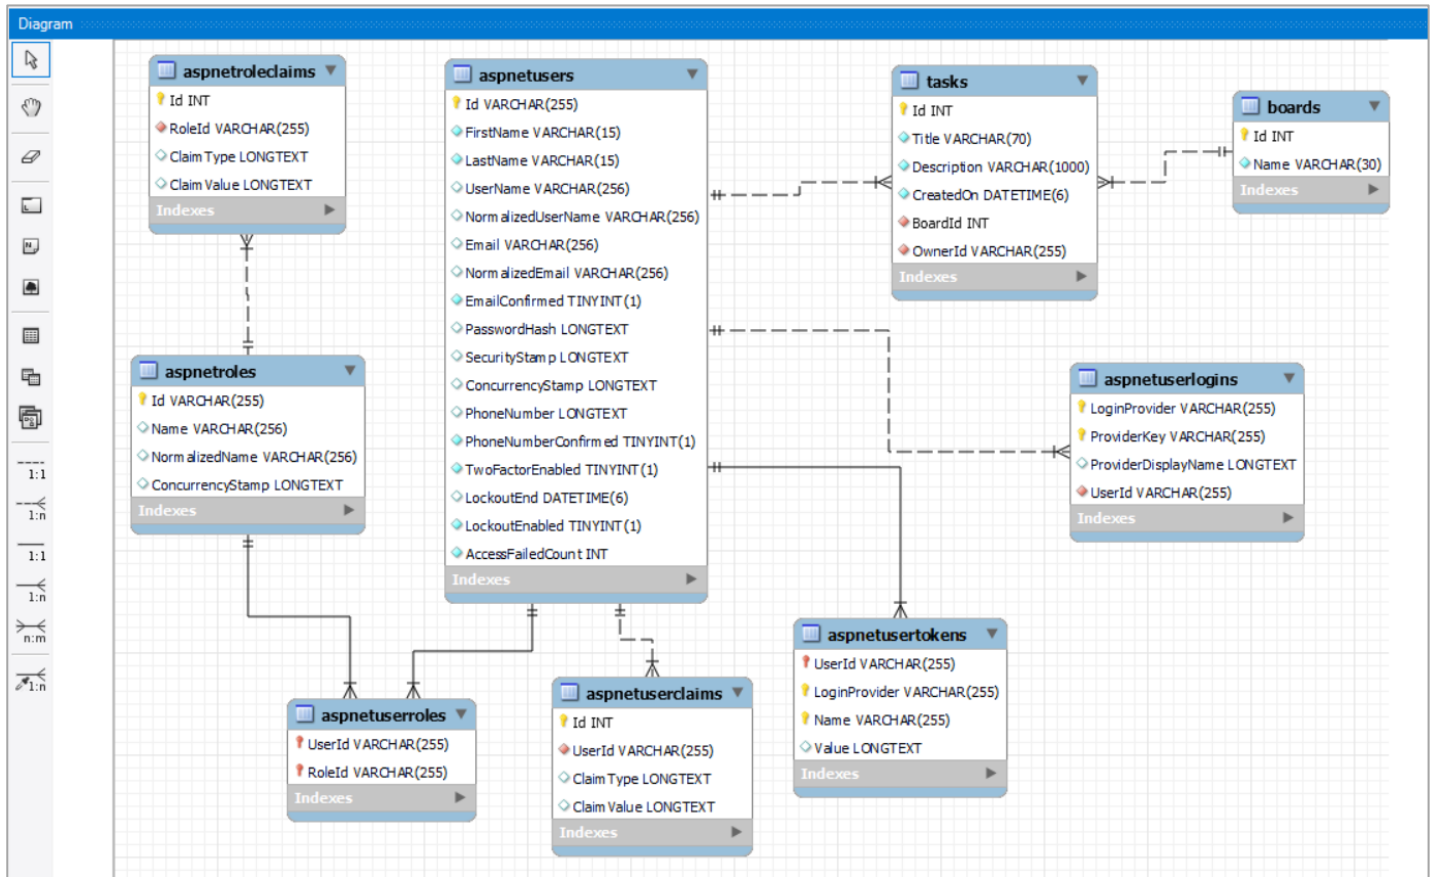 Diagram
aspnetroleclaims
Id INT
RoleId VARCHAR(255)
ClaimType LONGTEXT
ClaimValue LONGTEXT
Indexes
aspnetusers
Id VARCHAR(255)
FirstName VARCHAR(15)
LastName VARCHAR(15)
UserName VARCHAR(256)
NormalizedUserName VARCHAR(256)
Email VARCHAR(256)
NormalizedEmail VARCHAR(256)
EmailConfirmed TINYINT(1)
PasswordHash LONGTEXT
SecurityStamp LONGTEXT
ConcurrencyStamp LONGTEXT
PhoneNumber LONGTEXT
PhoneNumberConfirmed TINYINT(1)
TwoFactorEnabled TINYINT(1)
LockoutEnd DATETIME(6)
LockoutEnabled TINYINT(1)
AccessFailedCount INT
Indexes
tasks
Id INT
Title VARCHAR(70)
Description VARCHAR(1000)
CreatedOn DATETIME(6)
BoardId INT
OwnerId VARCHAR(255)
Indexes
boards
Id INT
Name VARCHAR(30)
Indexes
aspnetroles
Id VARCHAR(255)
Name VARCHAR(256)
NormalizedName VARCHAR(256)
ConcurrencyStamp LONGTEXT
Indexes
aspnetuserlogins
LoginProvider VARCHAR(255)
ProviderKey VARCHAR(255)
ProviderDisplayName LONGTEXT
UserId VARCHAR(255)
Indexes
1:1
1:n
1:1
1:n
n:m
1:n
aspnetuserroles
UserId VARCHAR(255)
RoleId VARCHAR(255)
Indexes
aspnetuserclaims
Id INT
UserId VARCHAR(255)
ClaimType LONGTEXT
ClaimValue LONGTEXT
Indexes
aspnetusertokens
UserId VARCHAR(255)
LoginProvider VARCHAR(255)
Name VARCHAR(255)
Value LONGTEXT
Indexes